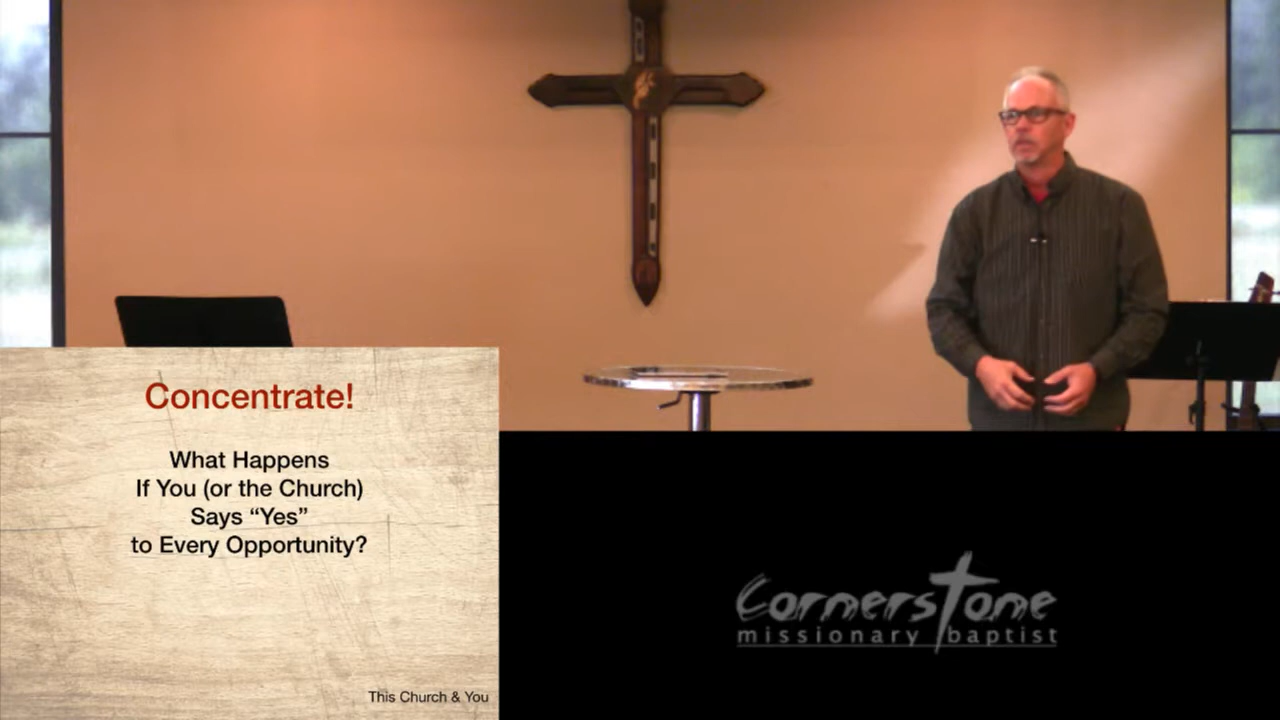 Concentrate!
What Happens
If You (or the Church)
Says “Yes”
to Every Opportunity?
This Church & You
Cornerstone
missionary baptist